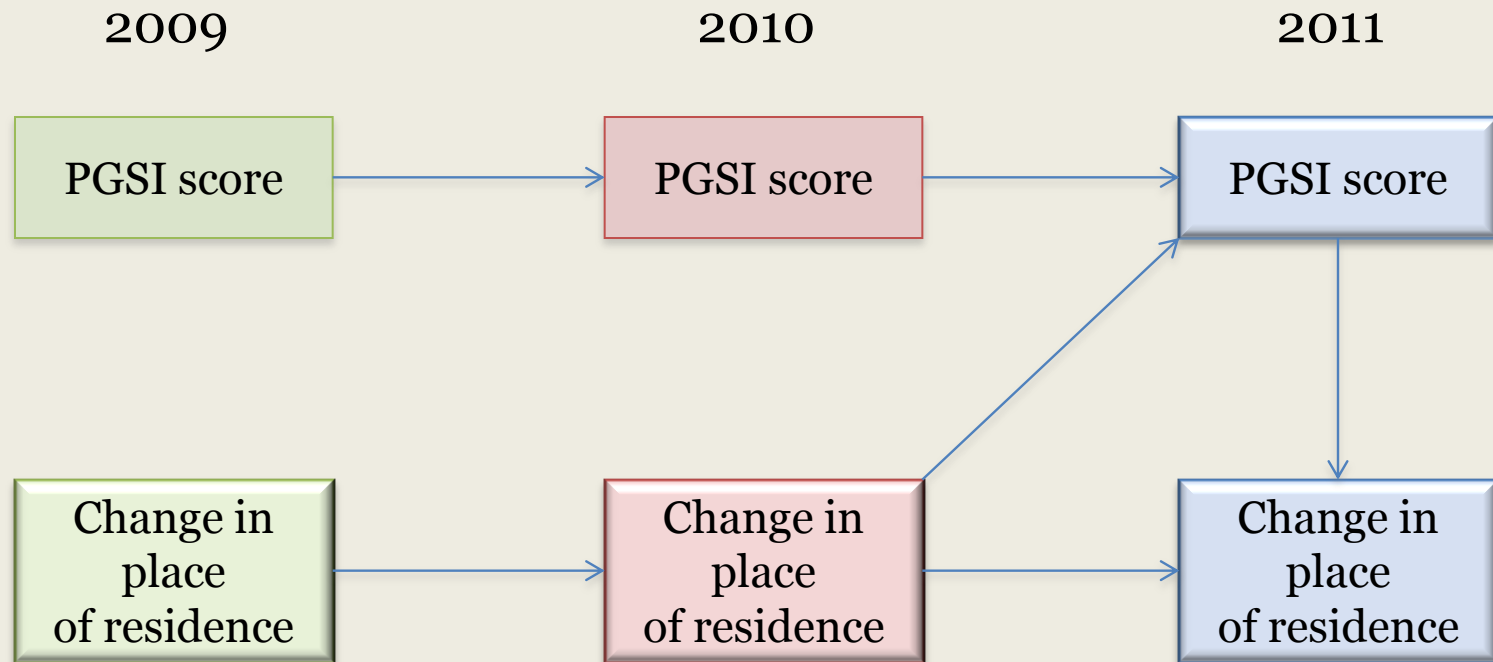 2009 2010 2011
PGSI score PGSI score PGSI score
Change in
place
of residence
Change in
place
of residence
Change in
place
of residence